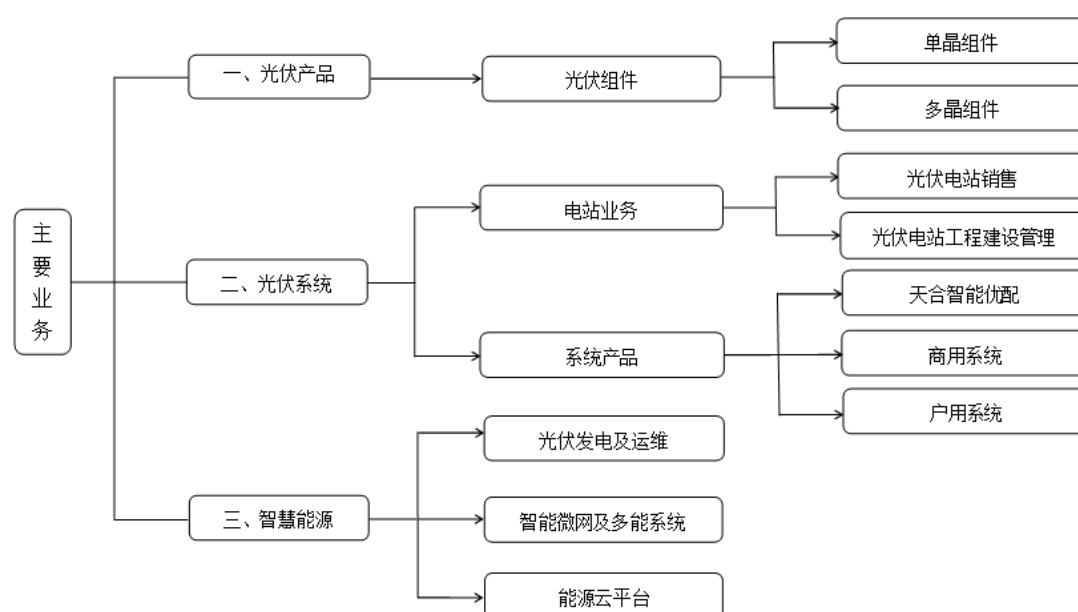 主要业务
一、光伏产品
光伏组件
单晶组件
多晶组件
二、光伏系统
电站业务
光伏电站销售
光伏电站工程建设管理
系统产品
天合智能优配
商用系统
户用系统
三、智慧能源
光伏发电及运维
智能微网及多能系统
能源云平台